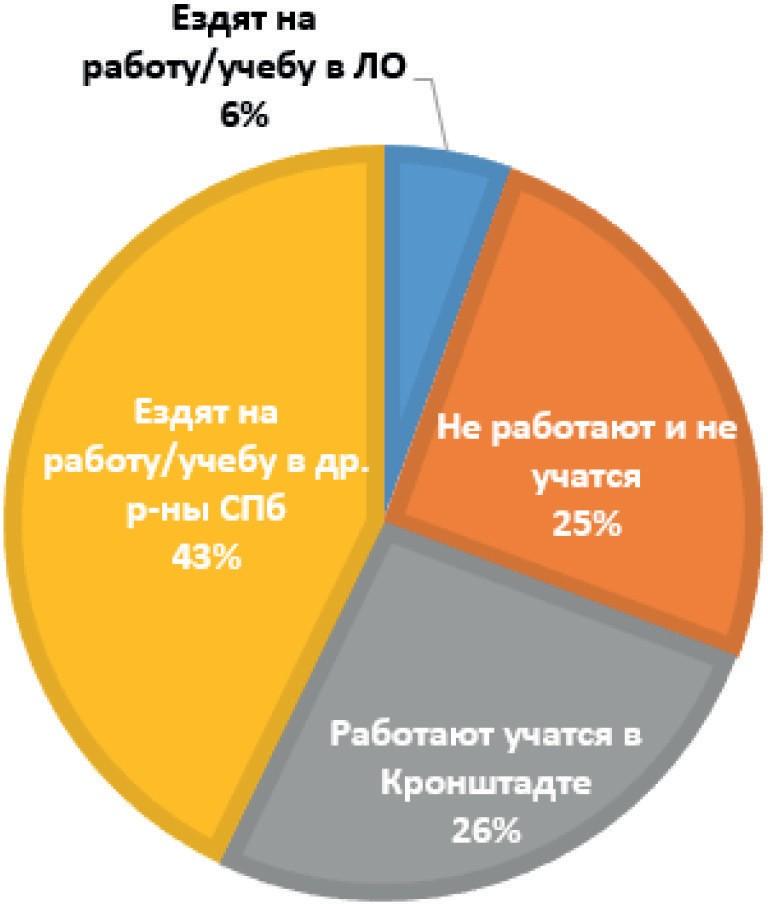 Ездят на
работу/учебу в ЛО
6%
Не работают и не
учатся
25%
Ездят на
работу/учебу в др.
р-ны СПб
43%
Работают учатся в
Кронштадте
26%